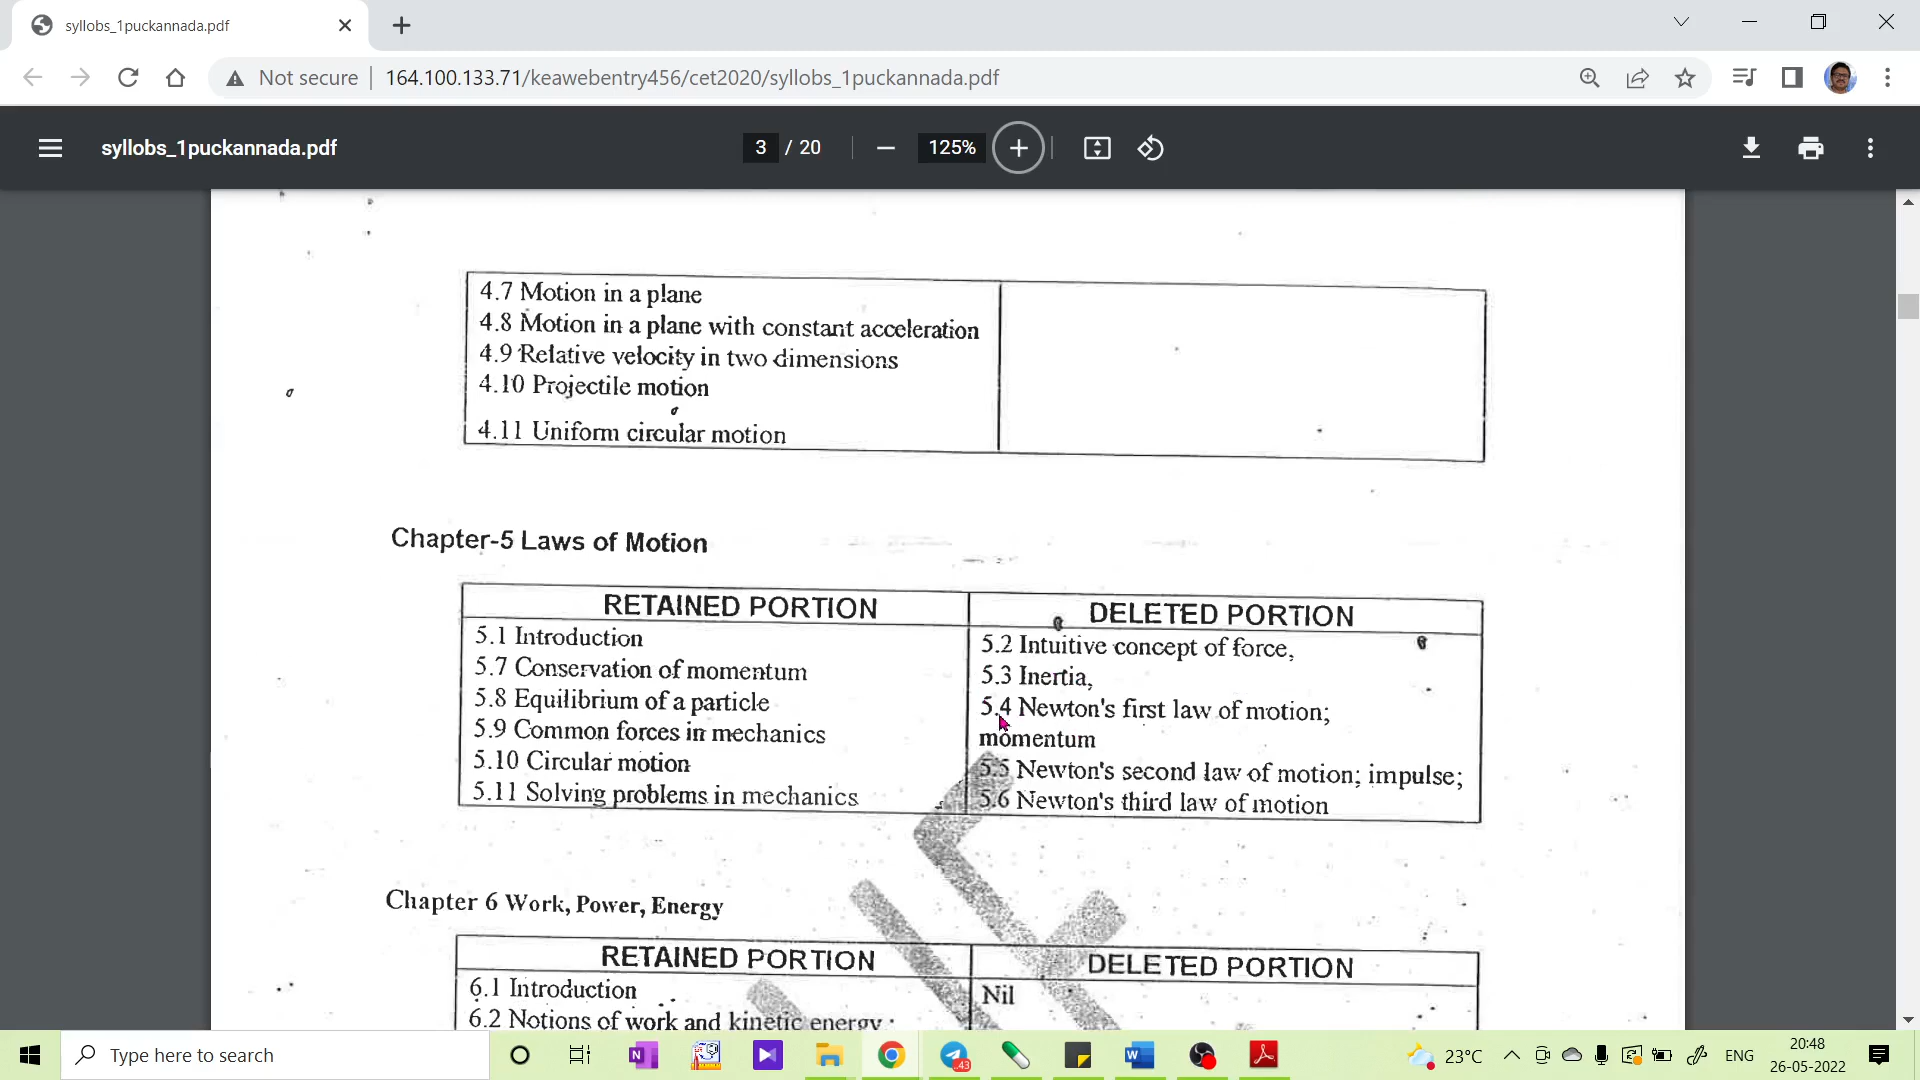 syllobs_1puckannada.pdf
Not secure
164.100.133.71/keawebentry456/cet2020/syllobs_1puckannada.pdf
syllobs_1puckannada.pdf
3 / 20
125%
4.7 Motion in a plane
4.8 Motion in a plane with constant acceleration
4.9 Relative velocity in two dimensions
4.10 Projectile motion
4.11 Uniform circular motion
Chapter-5 Laws of Motion
RETAINED PORTION
DELETED PORTION
5.1 Introduction
5.7 Conservation of momentum
5.8 Equilibrium of a particle
5.9 Common forces in mechanics
5.10 Circular motion
5.11 Solving problems in mechanics
5.2 Intuitive concept of force,
5.3 Inertia,
5.4 Newton's first law of motion;
momentum
5.5 Newton's second law of motion; impulse;
5.6 Newton's third law of motion
Chapter 6 Work, Power, Energy
RETAINED PORTION
DELETED PORTION
6.1 Introduction
6.2 Notions of work and kinetic energy :
Nil
Type here to search
.43
23°C
ENG
20:48
26-05-2022